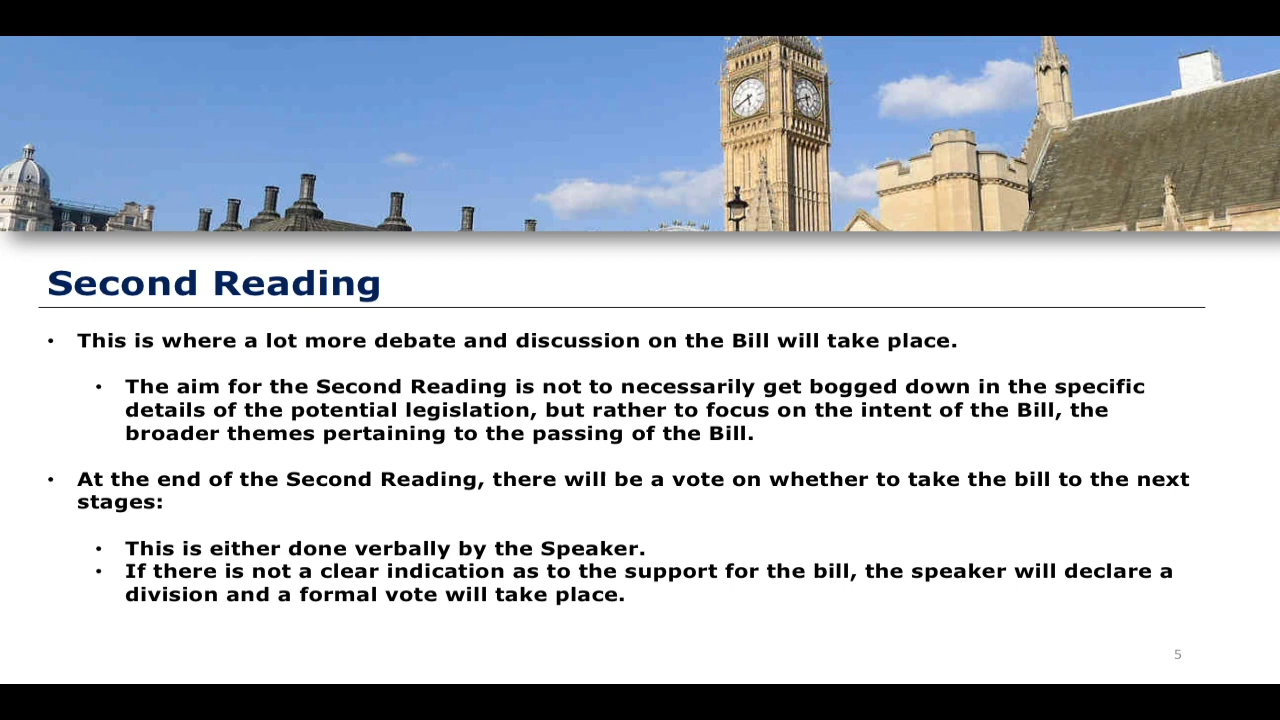 Second Reading
• This is where a lot more debate and discussion on the Bill will take place.
• The aim for the Second Reading is not to necessarily get bogged down in the specific
details of the potential legislation, but rather to focus on the intent of the Bill, the
broader themes pertaining to the passing of the Bill.
• At the end of the Second Reading, there will be a vote on whether to take the bill to the next
stages:
• This is either done verbally by the Speaker.
• If there is not a clear indication as to the support for the bill, the speaker will declare a
division and a formal vote will take place.
5